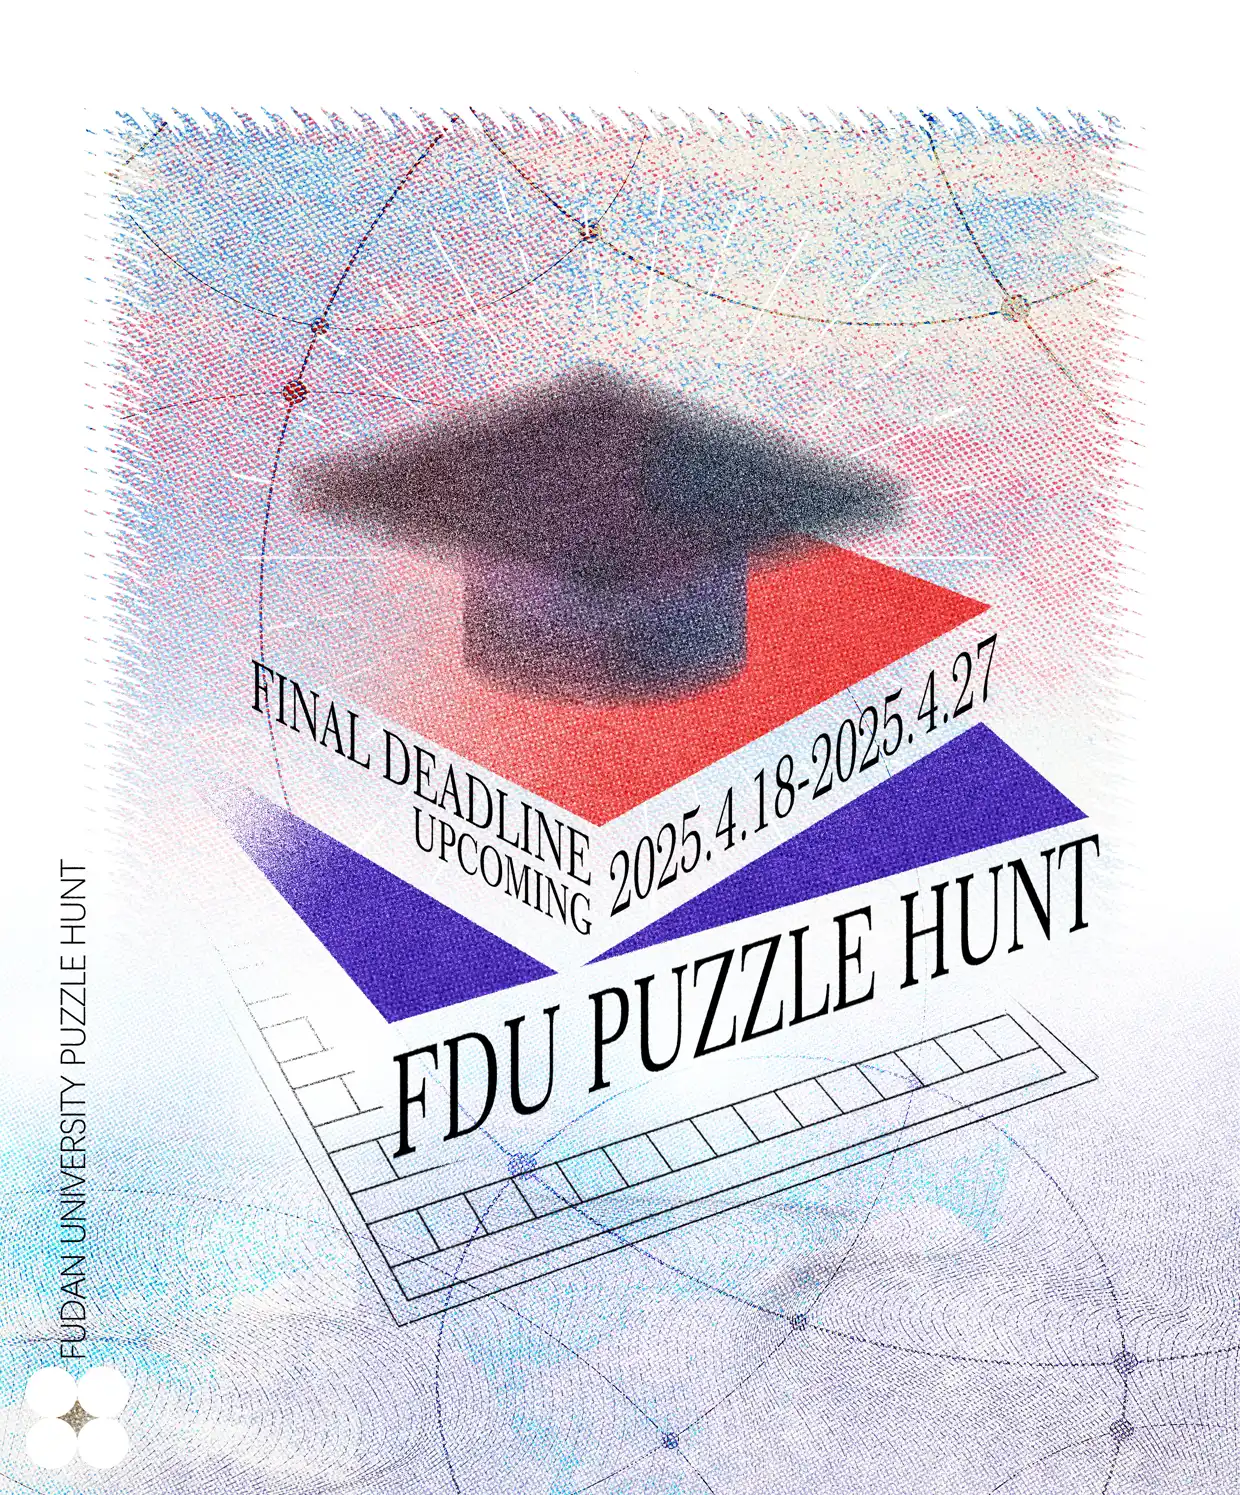 FINAL DEADLINE
UPCOMING
2025.4.18-2025.4.27
FDU PUZZLE HUNT
FUDAN UNIVERSITY PUZZLE HUNT